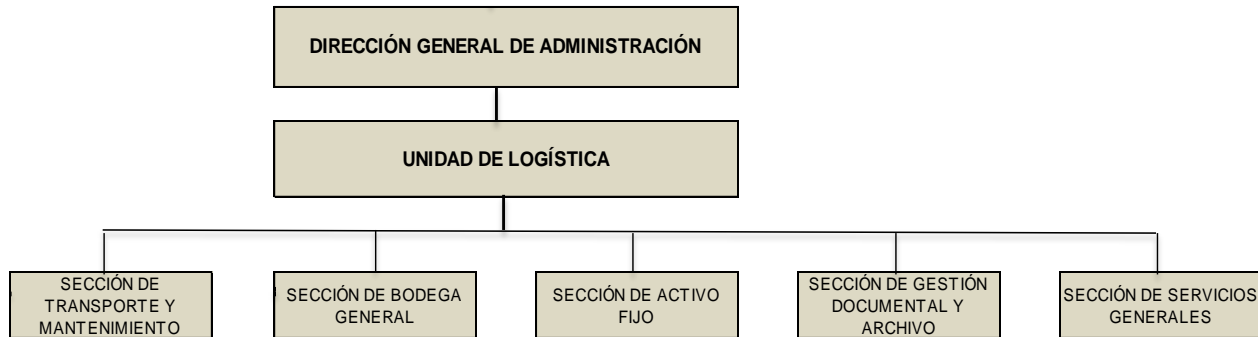 DIRECCIÓN GENERAL DE ADMINISTRACIÓN
UNIDAD DE LOGÍSTICA
SECCIÓN DE
TRANSPORTE Y
MANTENIMIENTO
SECCIÓN DE BODEGA
GENERAL
SECCIÓN DE ACTIVO
FIJO
SECCIÓN DE GESTIÓN
DOCUMENTAL Y
ARCHIVO
SECCIÓN DE SERVICIOS
GENERALES